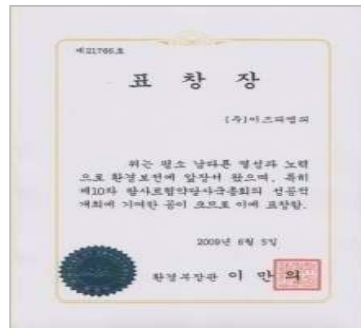 제21766호
표 창 장
(주)이즈피엠피
위는 평소 남다른 열성과 노력
으로 환경보전에 앞장서 왔으며, 특히
제10차 람사르협약당사국총회의 성공적
개최에 기여한 공이 크므로 이에 표창함.
2009년 6월 5일
환경부장관 이 만 의